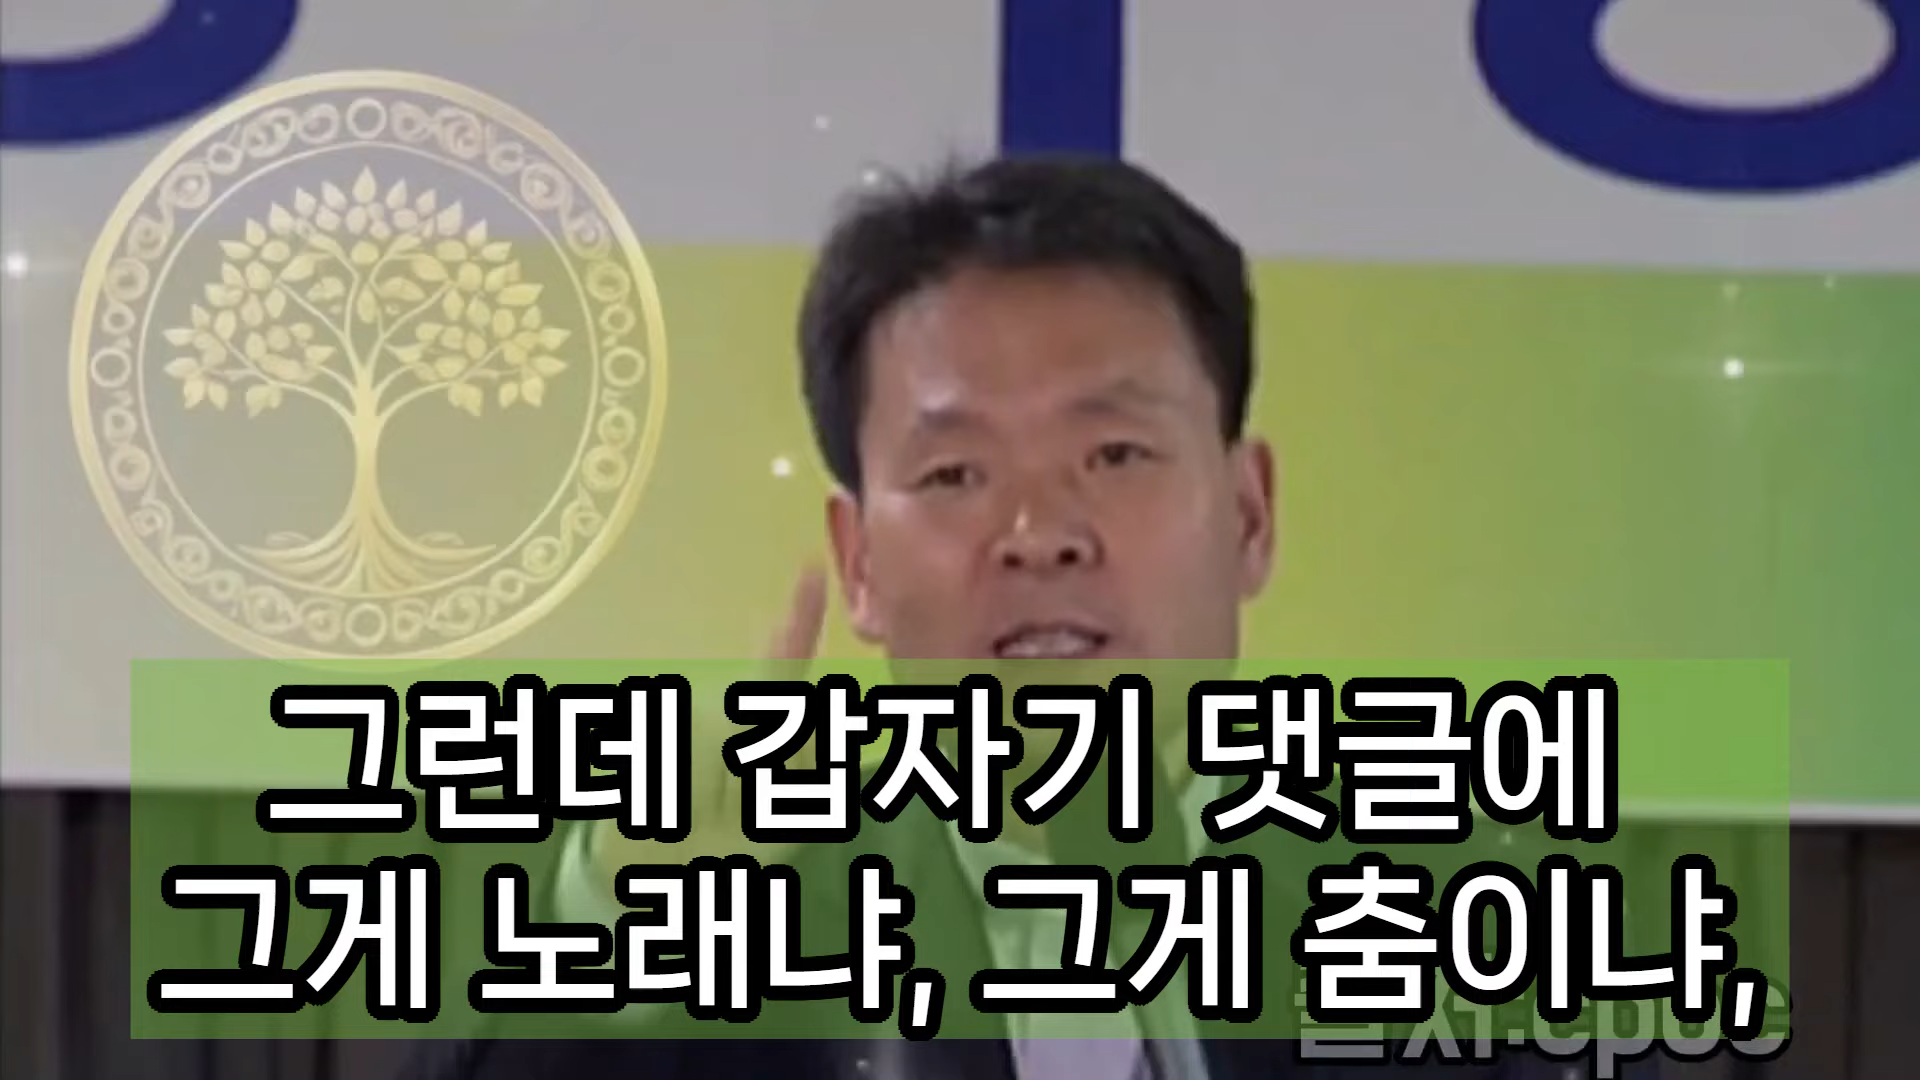 그런데 갑자기 댓글에
그게 노래냐, 그게 춤이냐,